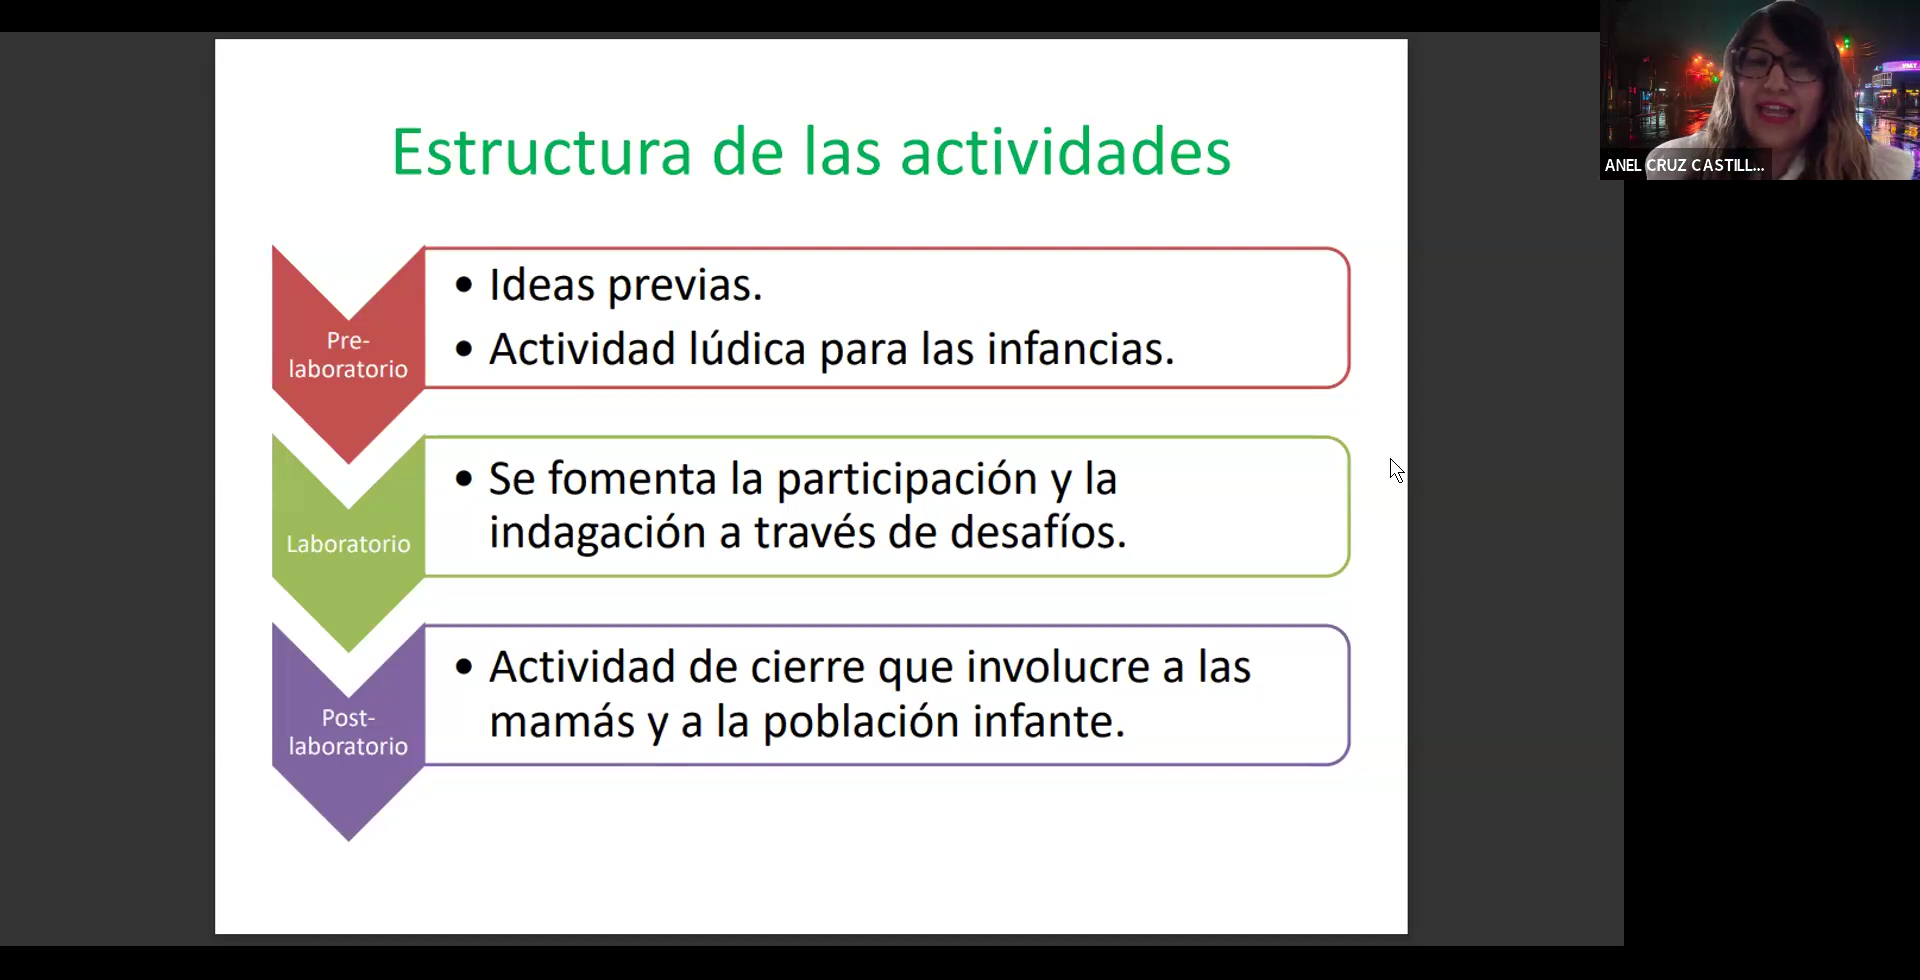 Estructura de las actividades
Pre-
laboratorio
• Ideas previas.
• Actividad lúdica para las infancias.
Laboratorio
• Se fomenta la participación y la
indagación a través de desafíos.
Post-
laboratorio
• Actividad de cierre que involucre a las
mamás y a la población infante.
ANEL CRUZ CASTILL...